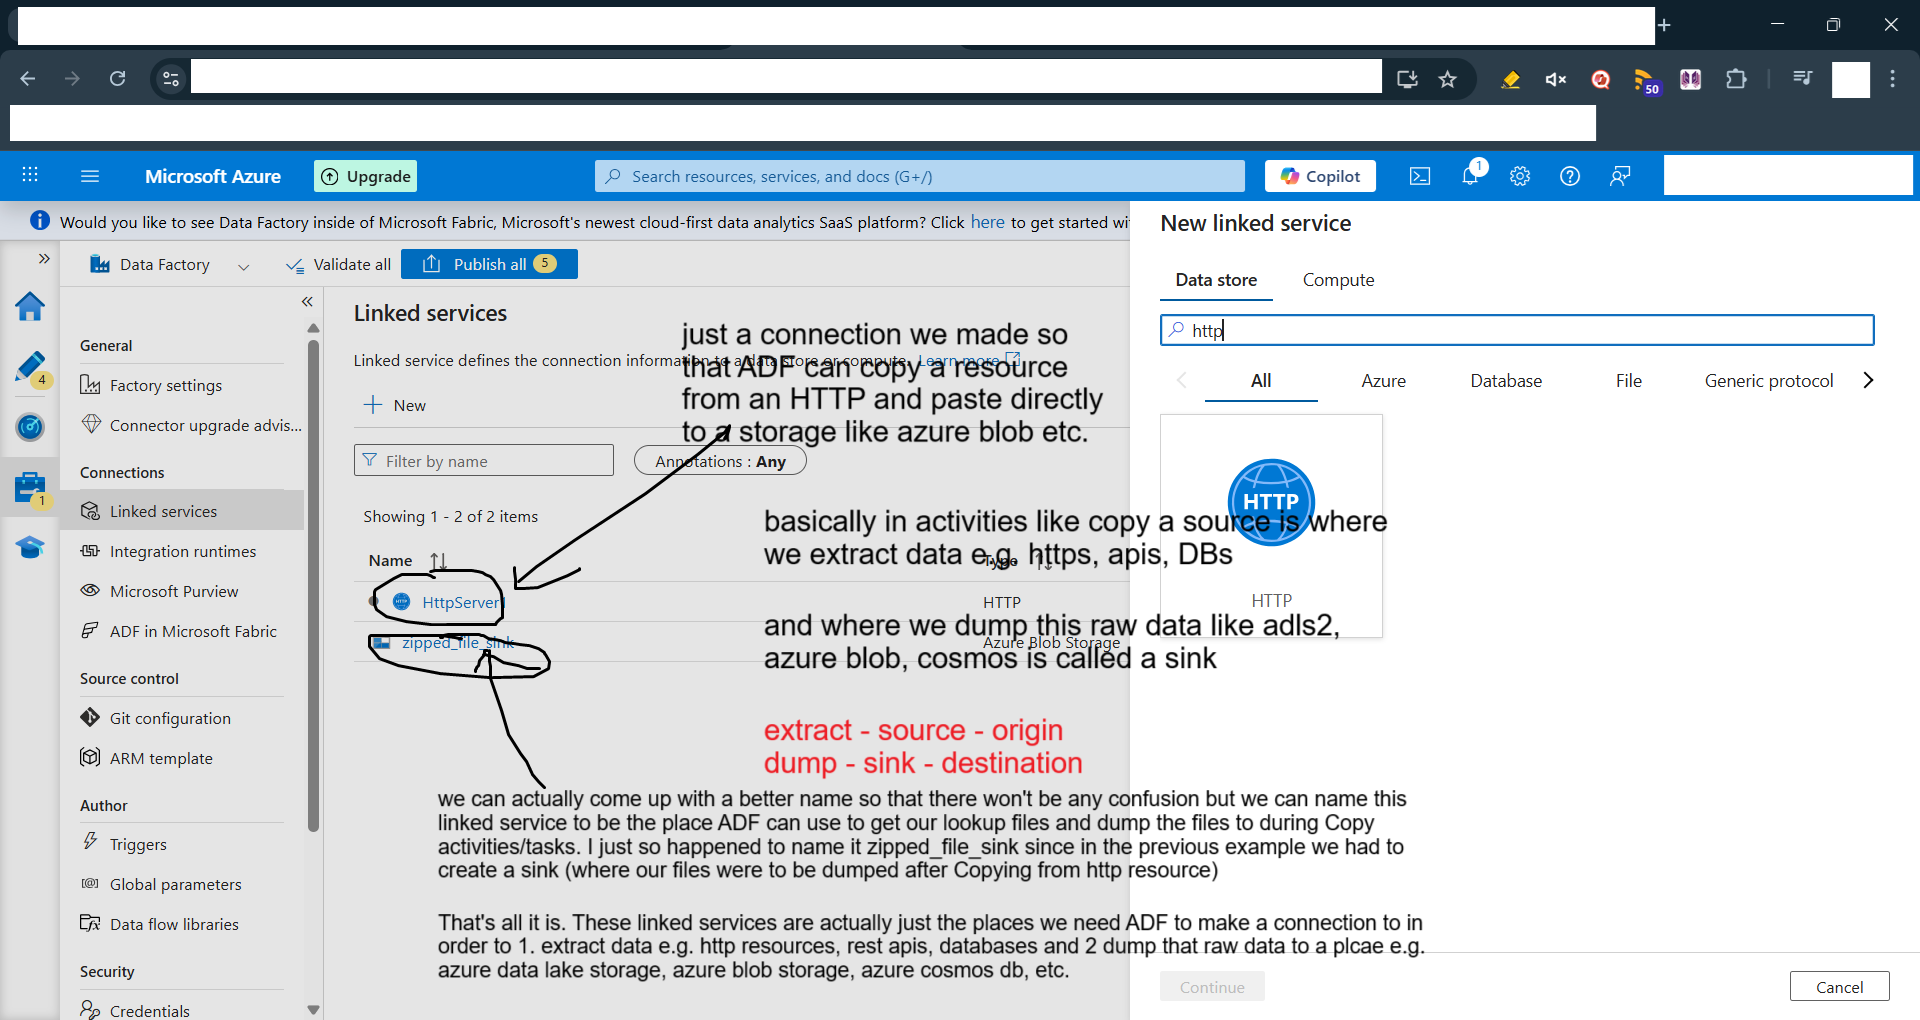 Microsoft Azure
Upgrade
Search resources, services, and docs (G+/)
Copilot
1
50
Would you like to see Data Factory inside of Microsoft Fabric, Microsoft's newest cloud-first data analytics SaaS platform? Click here to get started wi
Data Factory
Validate all
Publish all 5
4
1
General
Factory settings
Connector upgrade advis...
Connections
Linked services
Integration runtimes
Microsoft Purview
ADF in Microsoft Fabric
Source control
Git configuration
ARM template
Author
Triggers
Global parameters
Data flow libraries
Security
Credentials
Linked services
Linked service defines the connection information to a data store or compute. Learn more
New
Filter by name
Annotations : Any
Showing 1 - 2 of 2 items
Name
Type
HttpServer1
HTTP
zipped_file_sink
Azure Blob Storage
just a connection we made so
that ADF can copy a resource
from an HTTP and paste directly
to a storage like azure blob etc.
basically in activities like copy a source is where
we extract data e.g. https, apis, DBs
and where we dump this raw data like adls2,
azure blob, cosmos is called a sink
extract - source - origin
dump - sink - destination
we can actually come up with a better name so that there won't be any confusion but we can name this
linked service to be the place ADF can use to get our lookup files and dump the files to during Copy
activities/tasks. I just so happened to name it zipped_file_sink since in the previous example we had to
create a sink (where our files were to be dumped after Copying from http resource)
That's all it is. These linked services are actually just the places we need ADF to make a connection to in
order to 1. extract data e.g. http resources, rest apis, databases and 2 dump that raw data to a plcae e.g.
azure data lake storage, azure blob storage, azure cosmos db, etc.
New linked service
Data store
Compute
http
All
Azure
Database
File
Generic protocol
HTTP
HTTP
Continue
Cancel